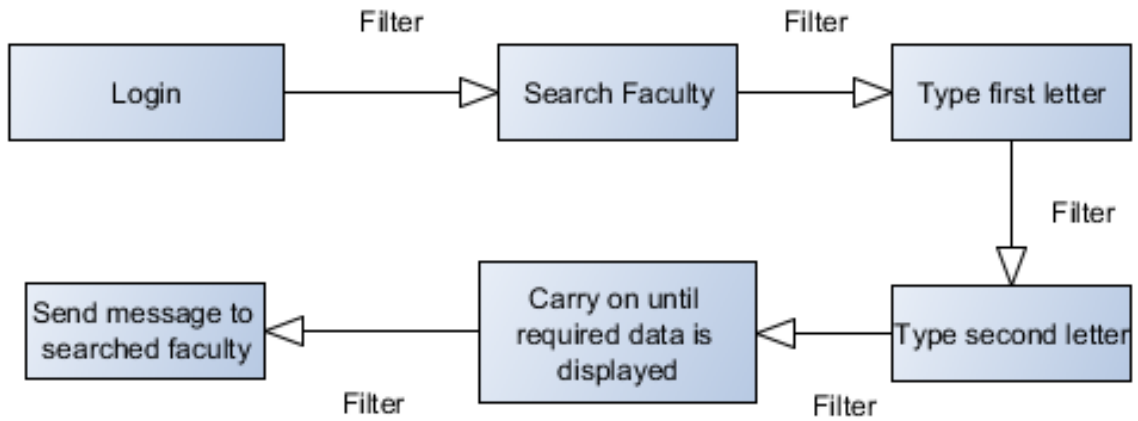 Filter
Filter
Login
Search Faculty
Type first letter
Filter
Type second letter
Carry on until
required data is
displayed
Send message to
searched faculty
Filter
Filter